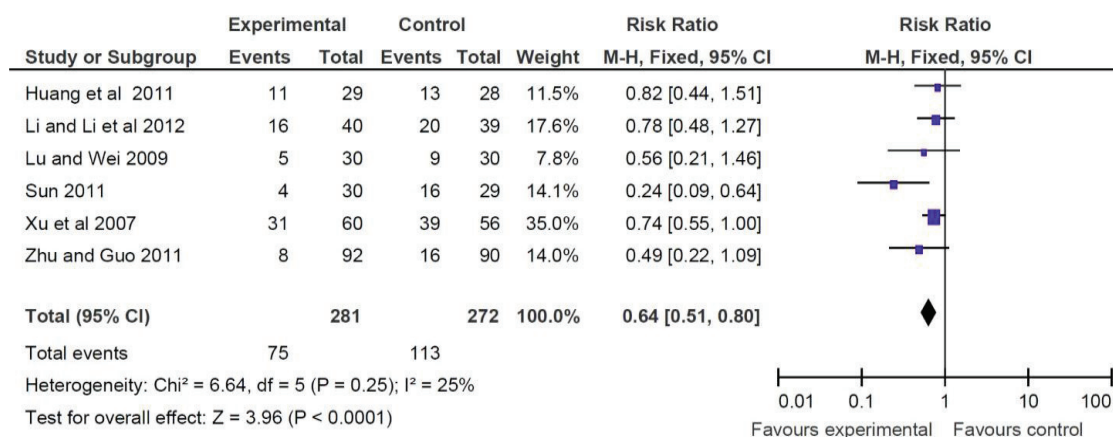 Experimental Control Risk Ratio Risk Ratio
Study or Subgroup Events Total Events Total Weight M-H, Fixed, 95% CI M-H, Fixed, 95% CI
Huang et al 2011 11 29 13 28 11.5% 0.82 [0.44, 1.51]
Li and Li et al 2012 16 40 20 39 17.6% 0.78 [0.48, 1.27]
Lu and Wei 2009 5 30 9 30 7.8% 0.56 [0.21, 1.46]
Sun 2011 4 30 16 29 14.1% 0.24 [0.09, 0.64]
Xu et al 2007 31 60 39 56 35.0% 0.74 [0.55, 1.00]
Zhu and Guo 2011 8 92 16 90 14.0% 0.49 [0.22, 1.09]
Total (95% CI) 281 272 100.0% 0.64 [0.51, 0.80]
Total events 75 113
Heterogeneity: Chi² = 6.64, df = 5 (P = 0.25); I² = 25%
Test for overall effect: Z = 3.96 (P < 0.0001)
0.01 0.1 1 10 100
Favours experimental Favours control